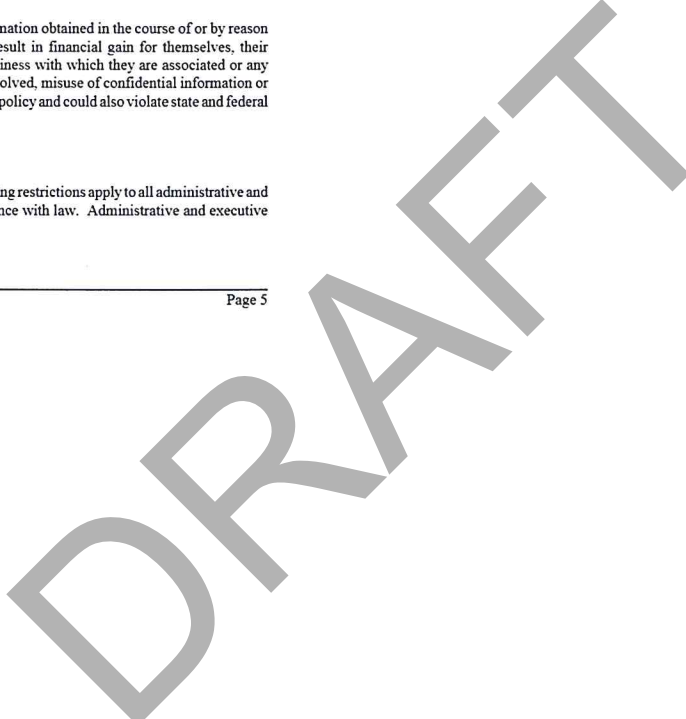 nation obtained in the course of or by reason
esult in financial gain for themselves, their
iness with which they are associated or any
olved, misuse of confidential information or
policy and could also violate state and federal
ng restrictions apply to all administrative and
nce with law. Administrative and executive
Page 5
DRAFT